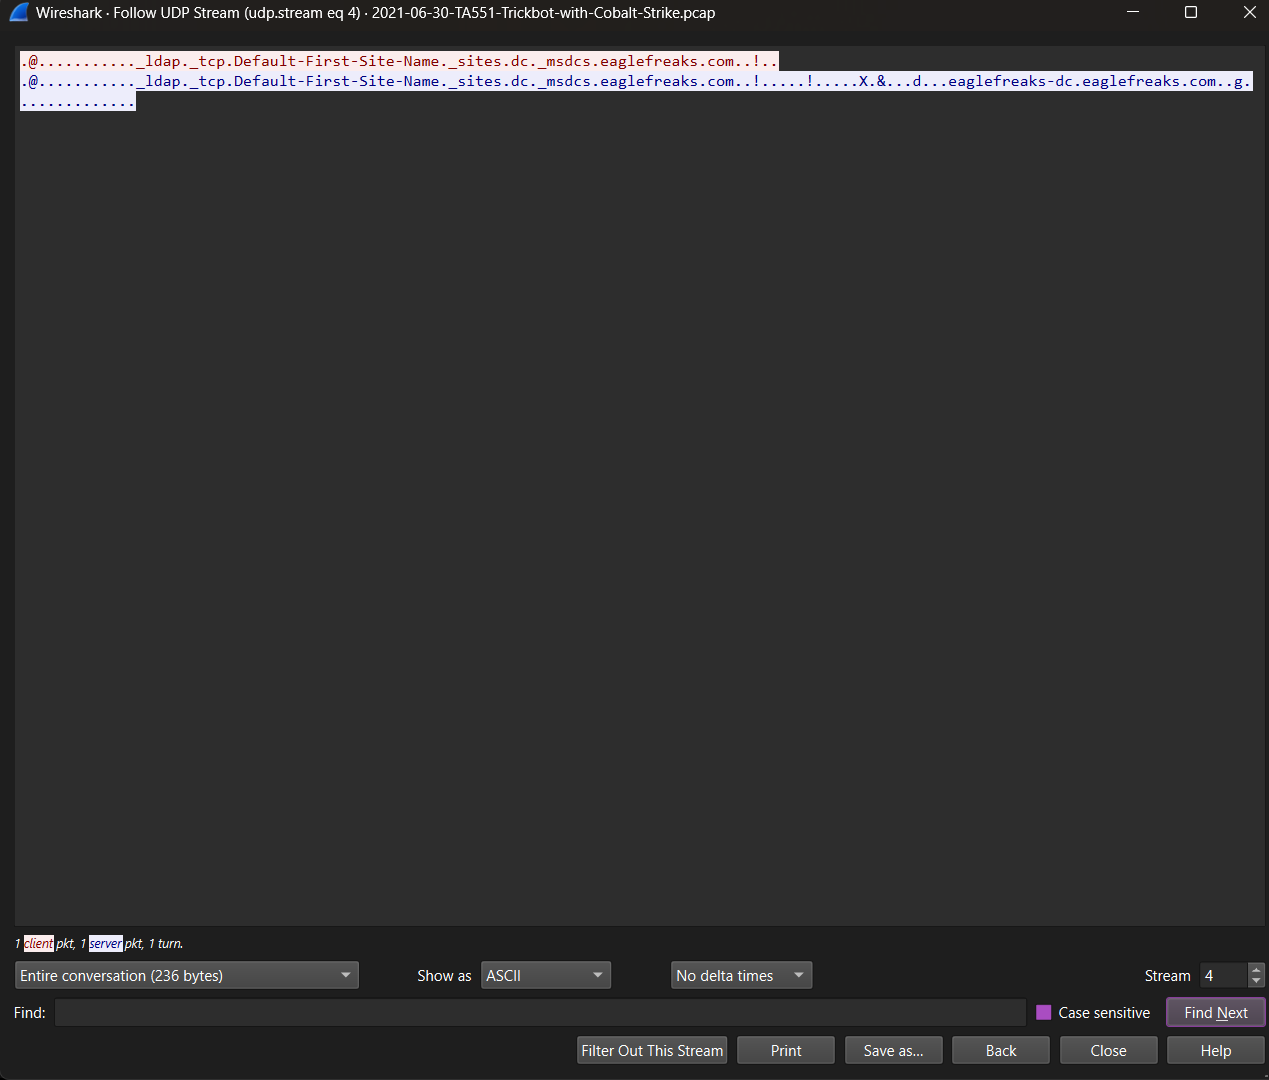 Wireshark · Follow UDP Stream (udp.stream eq 4) · 2021-06-30-TA551-Trickbot-with-Cobalt-Strike.pcap
.@..........._ldap._tcp.Default-First-Site-Name._sites.dc._msdcs.eaglefreaks.com..!..
.@..........._ldap._tcp.Default-First-Site-Name._sites.dc._msdcs.eaglefreaks.com..!.....!.....X.&...d...eaglefreaks-dc.eaglefreaks.com..g.
.............
1 client pkt, 1 server pkt, 1 turn.
Entire conversation (236 bytes) Show as ASCII No delta times Stream 4
Find: Case sensitive Find Next
Filter Out This Stream Print Save as... Back Close Help